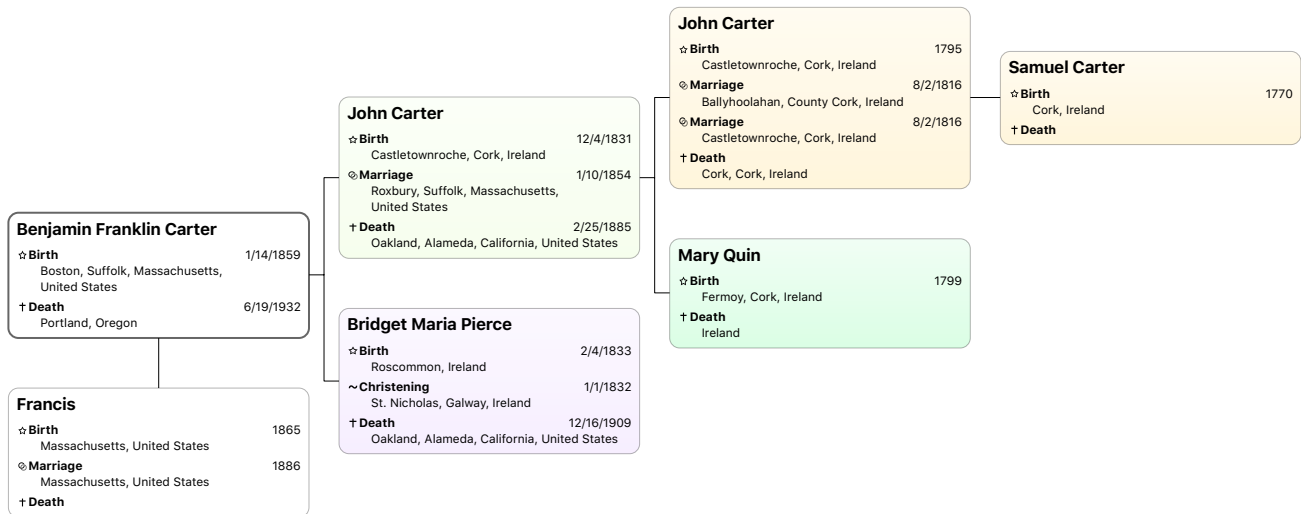 Benjamin Franklin Carter
☆Birth 1/14/1859
Boston, Suffolk, Massachusetts,
United States
†Death 6/19/1932
Portland, Oregon
Francis
☆Birth 1865
Massachusetts, United States
Marriage 1886
Massachusetts, United States
†Death
John Carter
☆Birth 12/4/1831
Castletownroche, Cork, Ireland
Marriage 1/10/1854
Roxbury, Suffolk, Massachusetts,
United States
†Death 2/25/1885
Oakland, Alameda, California, United States
Bridget Maria Pierce
☆Birth 2/4/1833
Roscommon, Ireland
~Christening 1/1/1832
St. Nicholas, Galway, Ireland
†Death 12/16/1909
Oakland, Alameda, California, United States
John Carter
☆Birth 1795
Castletownroche, Cork, Ireland
Marriage 8/2/1816
Ballyhoolahan, County Cork, Ireland
Marriage 8/2/1816
Castletownroche, Cork, Ireland
†Death
Cork, Cork, Ireland
Mary Quin
☆Birth 1799
Fermoy, Cork, Ireland
†Death
Ireland
Samuel Carter
☆Birth 1770
Cork, Ireland
†Death